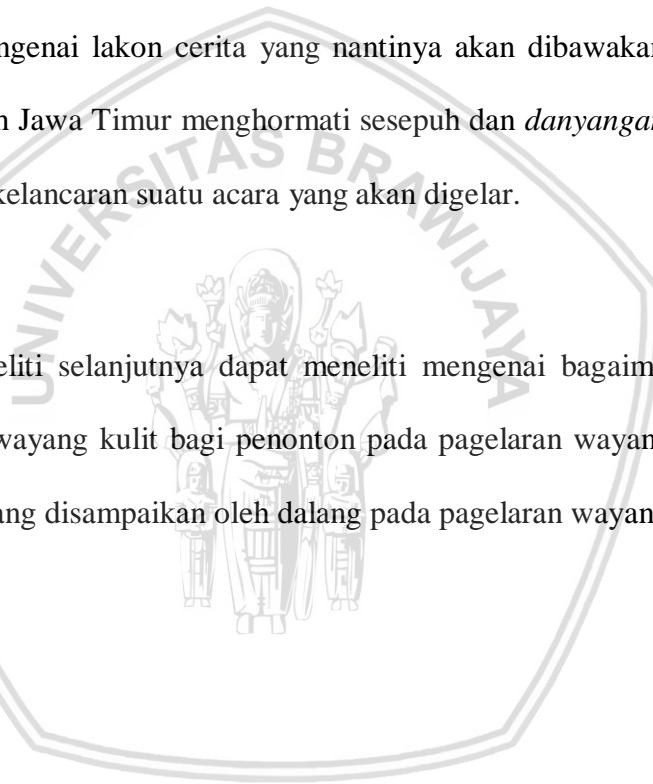 ngenai lakon cerita yang nantinya akan dibawakan
n Jawa Timur menghormati sesepuh dan danyangan
kelancaran suatu acara yang akan digelar.
UNIVERSITAS BRAWIJAYA
eliti selanjutnya dapat meneliti mengenai bagaim
wayang kulit bagi penonton pada pagelaran wayan
ang disampaikan oleh dalang pada pagelaran wayan